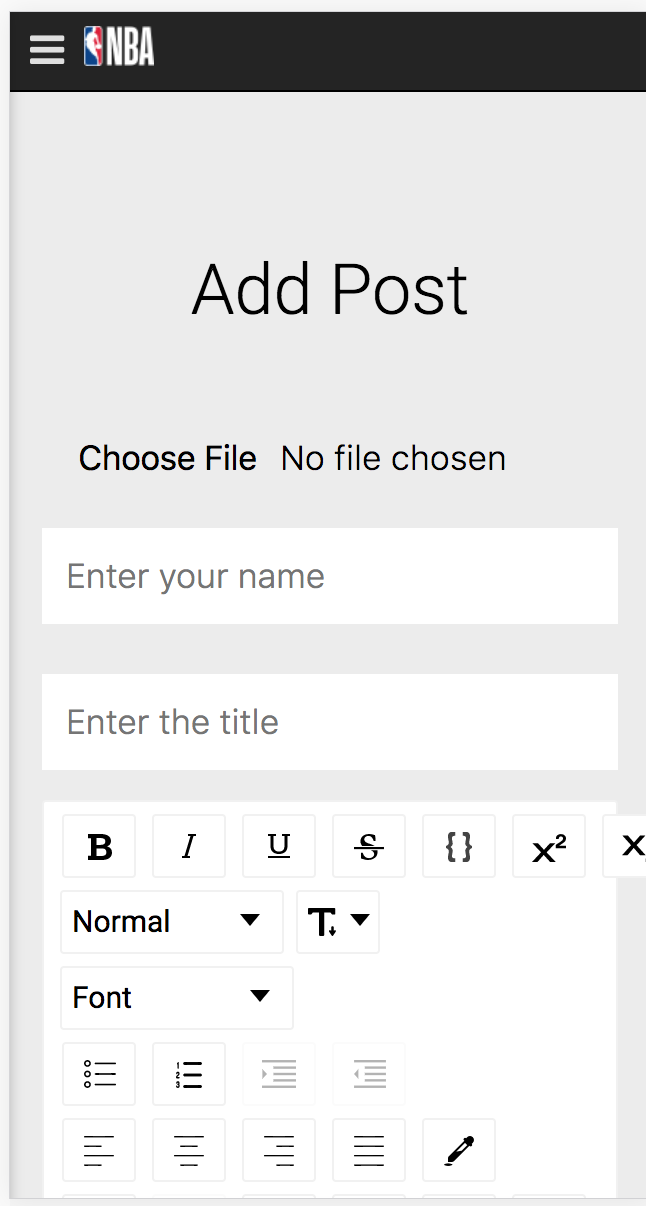 NBA
Add Post
Choose File No file chosen
Enter your name
Enter the title
B I U S {} x² X
Normal T
Font